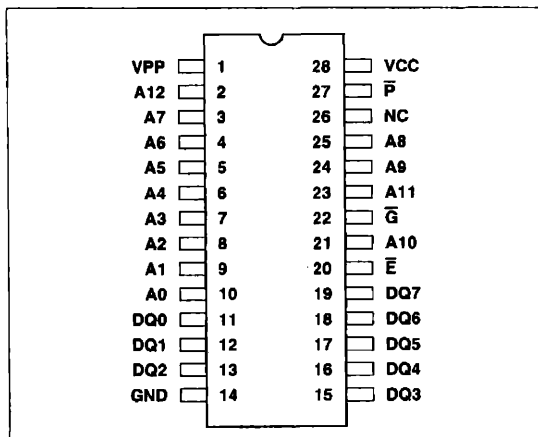 VPP 1 28 VCC
A12 2 27 P̅
A7 3 26 NC
A6 4 25 A8
A5 5 24 A9
A4 6 23 A11
A3 7 22 G̅
A2 8 21 A10
A1 9 20 E̅
A0 10 19 DQ7
DQ0 11 18 DQ6
DQ1 12 17 DQ5
DQ2 13 16 DQ4
GND 14 15 DQ3